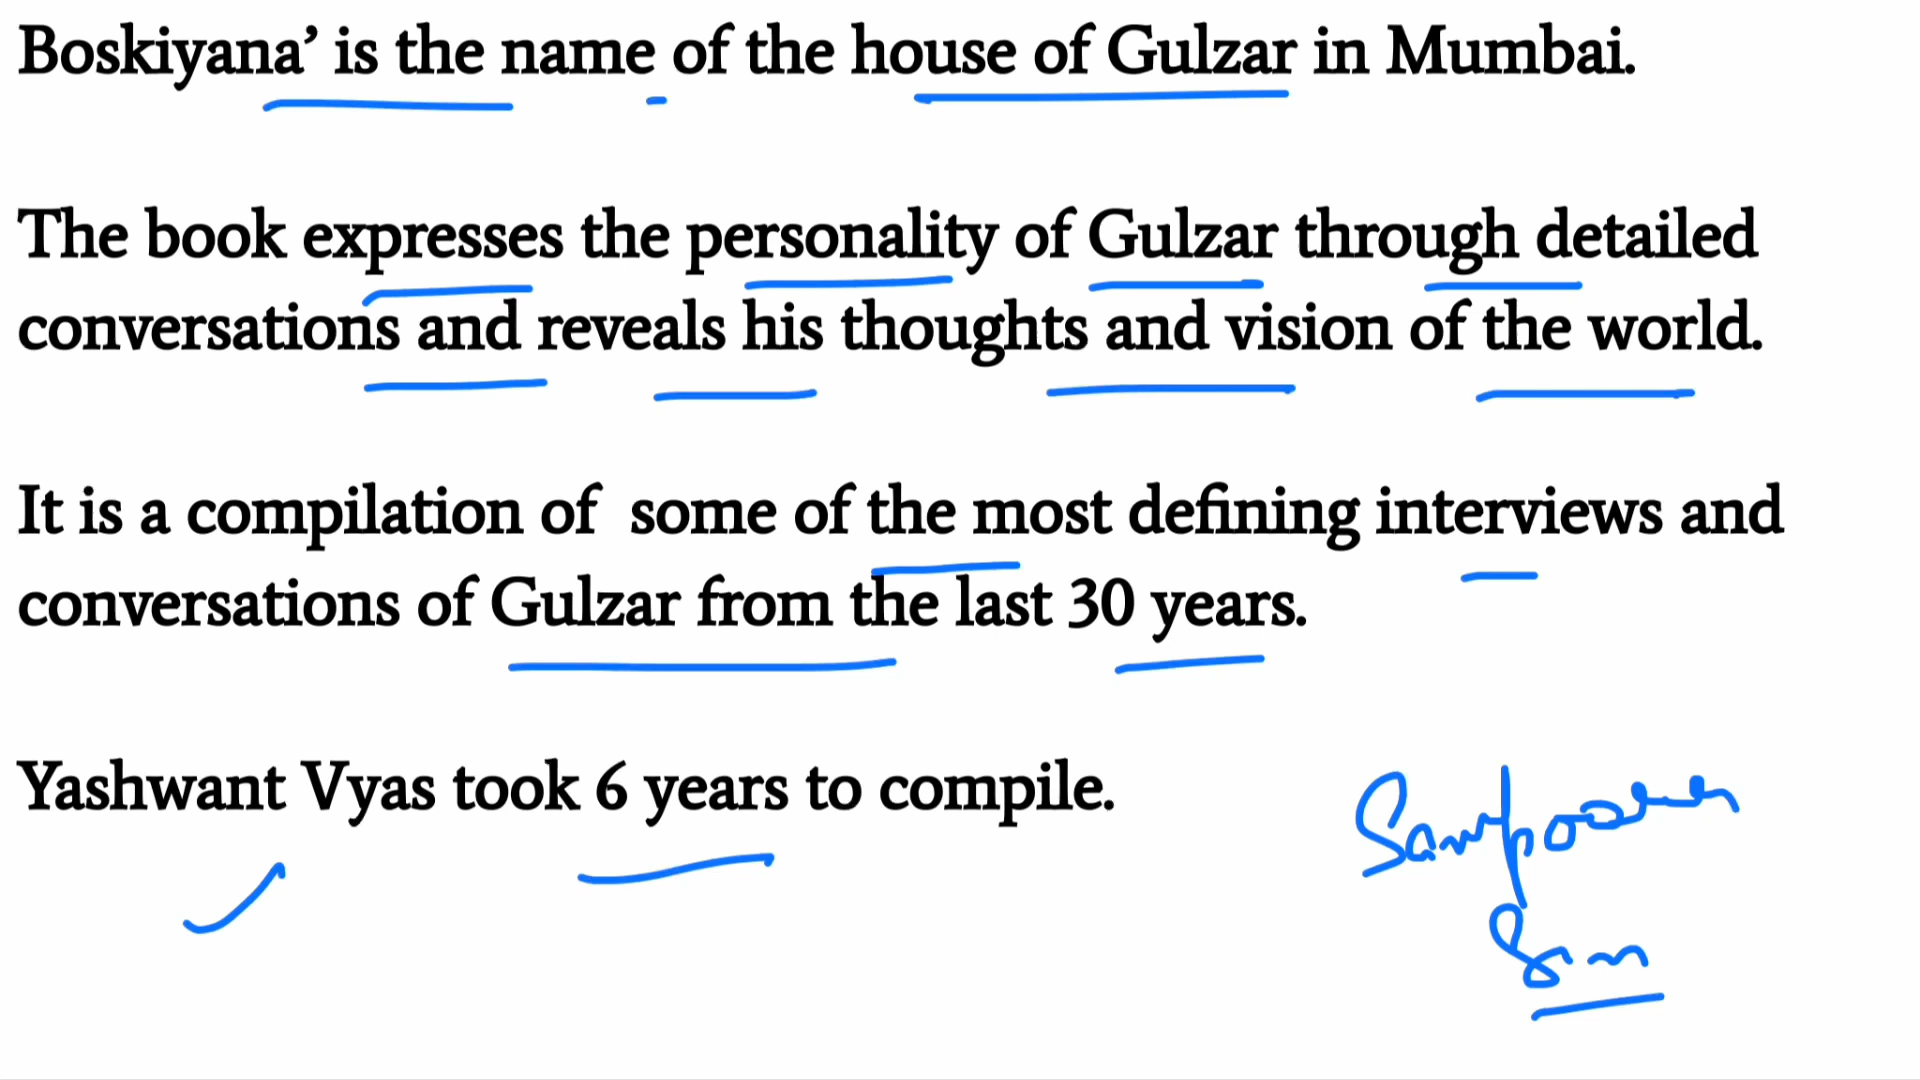 Boskiyana’ is the name of the house of Gulzar in Mumbai.
The book expresses the personality of Gulzar through detailed
conversations and reveals his thoughts and vision of the world.
It is a compilation of some of the most defining interviews and
conversations of Gulzar from the last 30 years.
Yashwant Vyas took 6 years to compile.